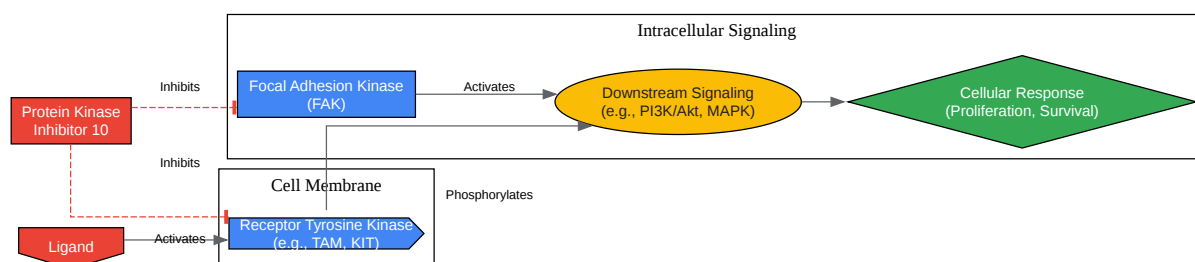 Intracellular Signaling
Inhibits
Focal Adhesion Kinase
(FAK)
Activates
Downstream Signaling
(e.g., PI3K/Akt, MAPK)
Cellular Response
(Proliferation, Survival)
Protein Kinase
Inhibitor 10
Inhibits
Cell Membrane
Phosphorylates
Receptor Tyrosine Kinase
(e.g., TAM, KIT)
Ligand
Activates